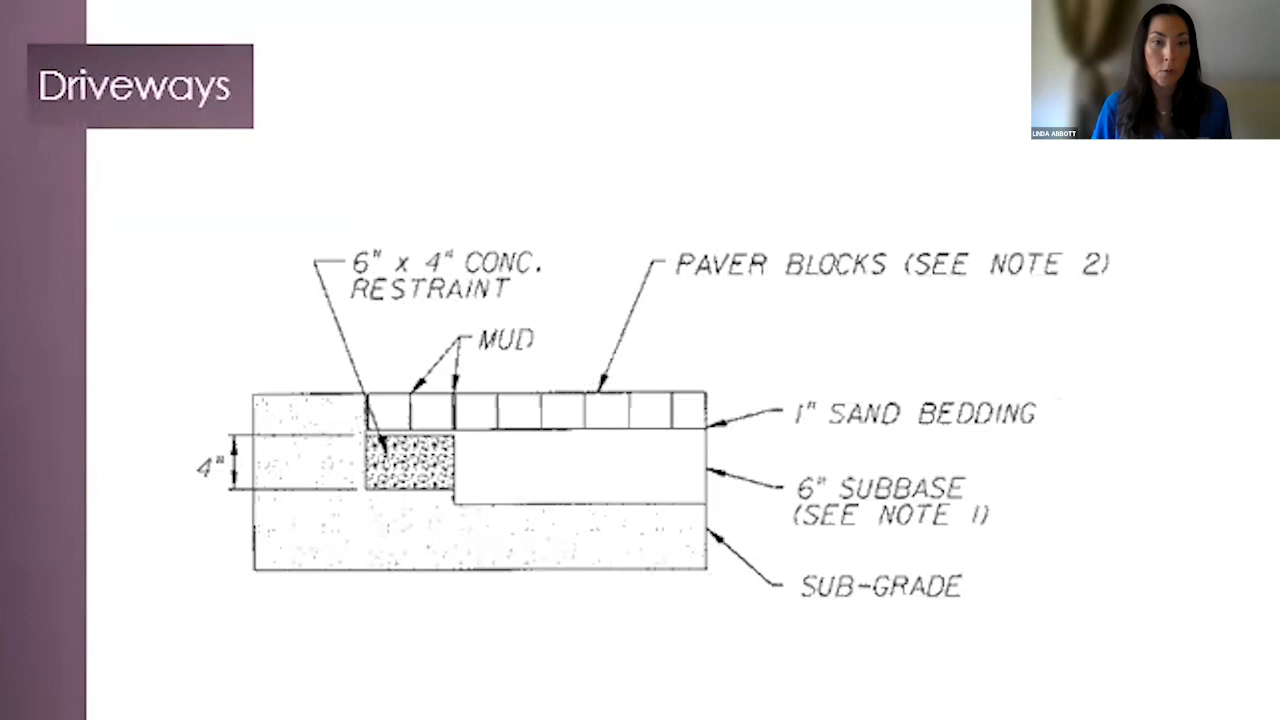 Driveways
LINDA ABBOTT
6" x 4" CONC.
RESTRAINT
PAVER BLOCKS (SEE NOTE 2)
MUD
1" SAND BEDDING
4"
6" SUBBASE
(SEE NOTE 1)
SUB-GRADE